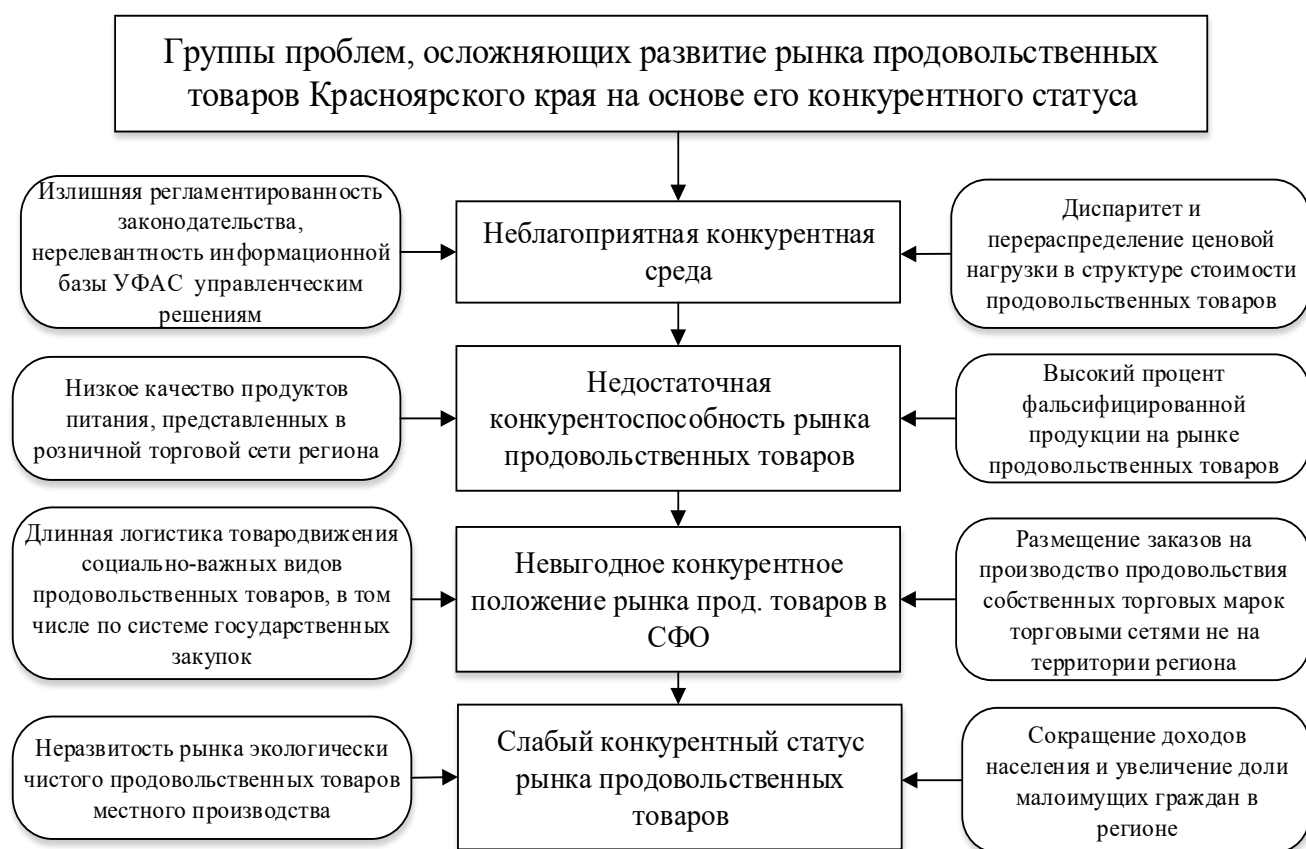 Группы проблем, осложняющих развитие рынка продовольственных
товаров Красноярского края на основе его конкурентного статуса
Излишняя регламентированность
законодательства,
нерелевантность информационной
базы УФАС управленческим
решениям
Неблагоприятная конкурентная
среда
Диспаритет и
перераспределение ценовой
нагрузки в структуре стоимости
продовольственных товаров
Низкое качество продуктов
питания, представленных в
розничной торговой сети региона
Недостаточная
конкурентоспособность рынка
продовольственных товаров
Высокий процент
фальсифицированной
продукции на рынке
продовольственных товаров
Длинная логистика товародвижения
социально-важных видов
продовольственных товаров, в том
числе по системе государственных
закупок
Невыгодное конкурентное
положение рынка прод. товаров в
СФО
Размещение заказов на
производство продовольствия
собственных торговых марок
торговыми сетями не на
территории региона
Неразвитость рынка экологически
чистого продовольственных товаров
местного производства
Слабый конкурентный статус
рынка продовольственных
товаров
Сокращение доходов
населения и увеличение доли
малоимущих граждан в
регионе